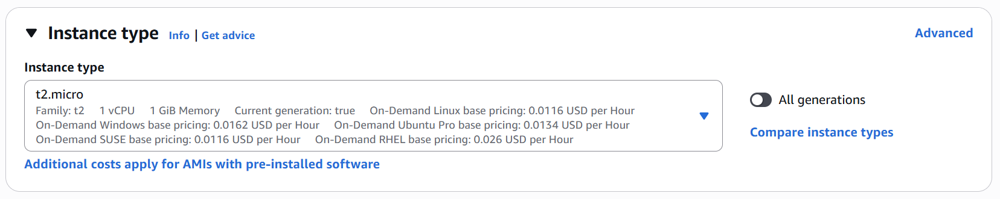 Instance type Info | Get advice Advanced
Instance type
t2.micro
Family: t2 1 vCPU 1 GiB Memory Current generation: true On-Demand Linux base pricing: 0.0116 USD per Hour
On-Demand Windows base pricing: 0.0162 USD per Hour On-Demand Ubuntu Pro base pricing: 0.0134 USD per Hour
On-Demand SUSE base pricing: 0.0116 USD per Hour On-Demand RHEL base pricing: 0.026 USD per Hour
All generations
Compare instance types
Additional costs apply for AMIs with pre-installed software